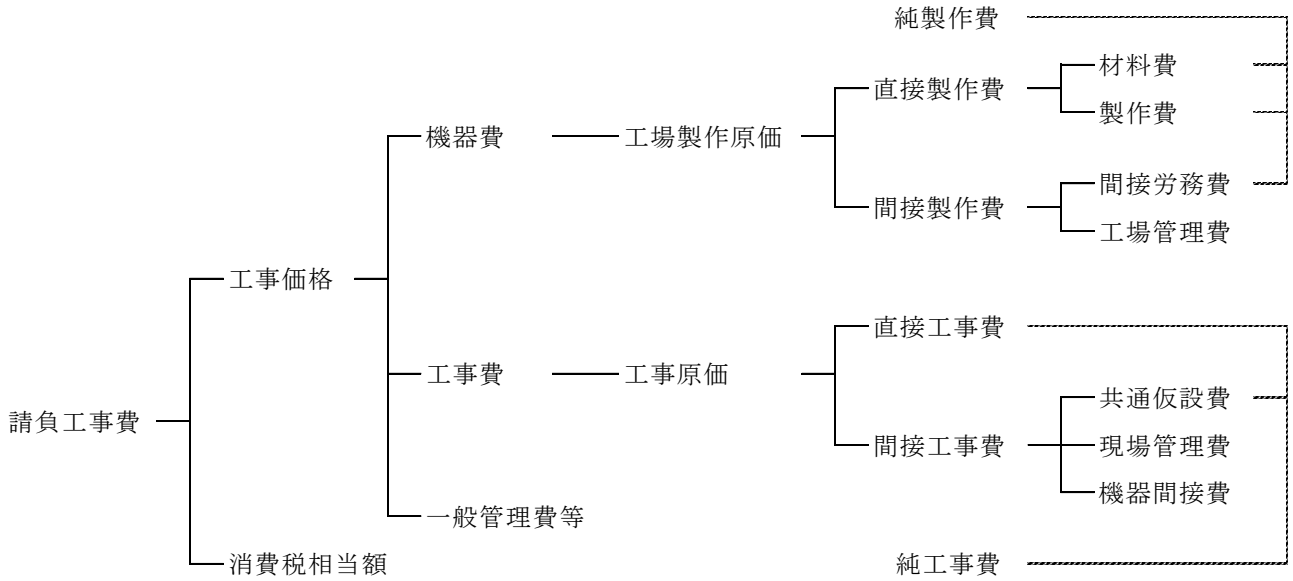 純製作費
材料費
直接製作費
製作費
機器費
工場製作原価
間接労務費
間接製作費
工場管理費
工事価格
直接工事費
工事費
工事原価
共通仮設費
請負工事費
間接工事費
現場管理費
機器間接費
一般管理費等
消費税相当額
純工事費